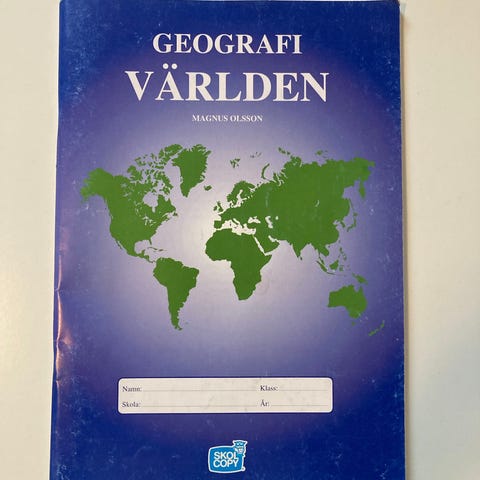 GEOGRAFI
VÄRLDEN
MAGNUS OLSSON
Namn: Klass:
Skola: År:
SKOL
COPY